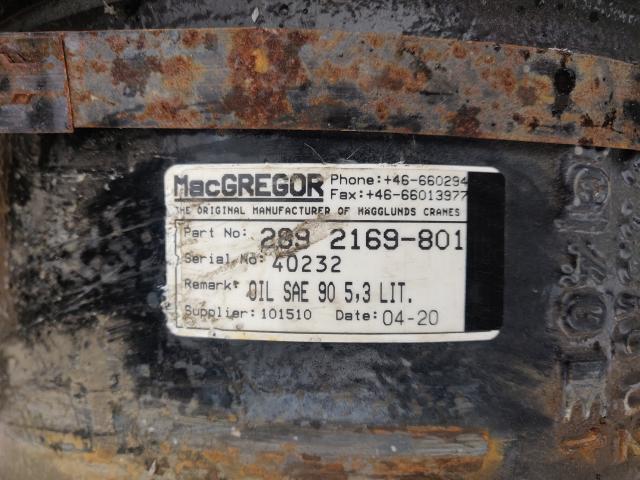 MacGREGOR Phone:+46-660294
Fax:+46-66013977
THE ORIGINAL MANUFACTURER OF HÄGGLUNDS CRANES
Part No: 289 2169-801
Serial No: 40232
Remark: OIL SAE 90 5,3 LIT.
Supplier: 101510 Date: 04-20